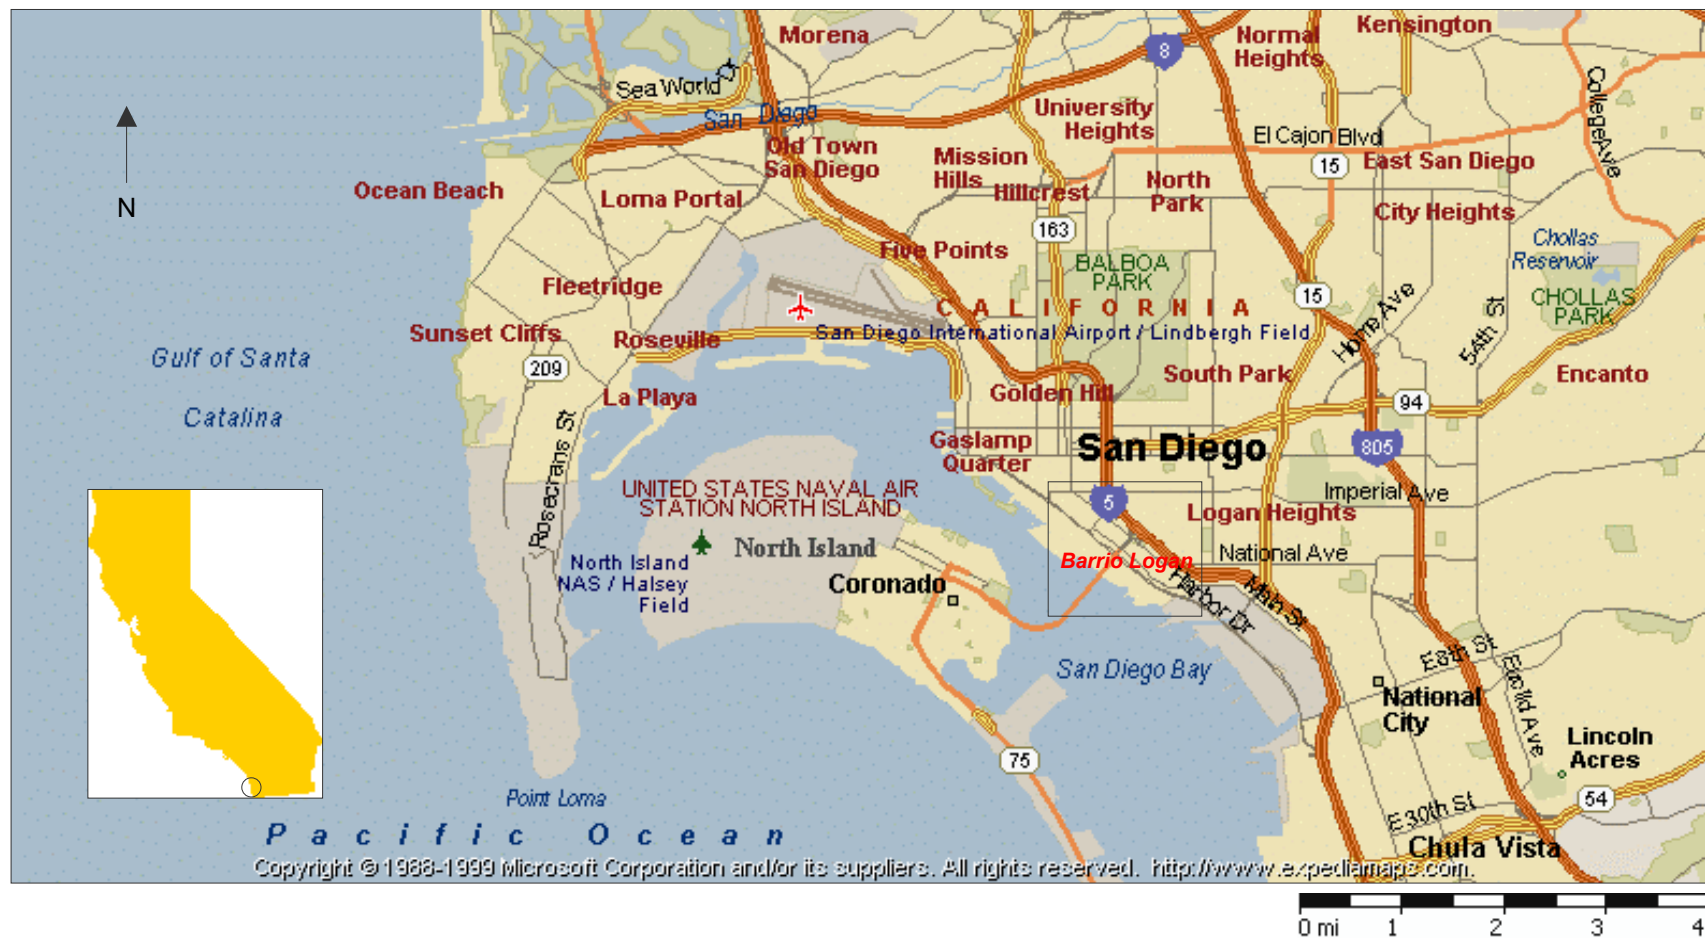 Morena
Normal
Heights
Kensington
8
Sea World Dr
San Diego
University
Heights
College Ave
El Cajon Blvd
Old Town
San Diego
Mission
Hills
15
East San Diego
N
Ocean Beach
Loma Portal
Hillcrest
North
Park
City Heights
163
Five Points
Chollas
Reservoir
BALBOA
PARK
Fleetridge
15
CHOLLAS
PARK
CALIFORNIA
Home Ave
54th St
Sunset Cliffs
Roseville
San Diego International Airport / Lindbergh Field
Gulf of Santa
Catalina
209
La Playa
Golden Hill
South Park
Encanto
94
Rosecrans St
Gaslamp
Quarter
San Diego
805
UNITED STATES NAVAL AIR
STATION NORTH ISLAND
5
Imperial Ave
Logan Heights
North Island
National Ave
North Island
NAS / Halsey
Field
Barrio Logan
Coronado
Harbor Dr
Main St
San Diego Bay
E 8th St
Euclid Ave
National
City
Lincoln
Acres
75
Point Loma
54
E 30th St
Pacific Ocean
Chula Vista
Copyright © 1988-1999 Microsoft Corporation and/or its suppliers. All rights reserved. http://www.expediamaps.com.
0 mi 1 2 3 4